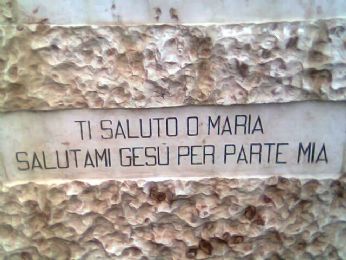 TI SALUTO O MARIA
SALUTAMI GESÙ PER PARTE MIA